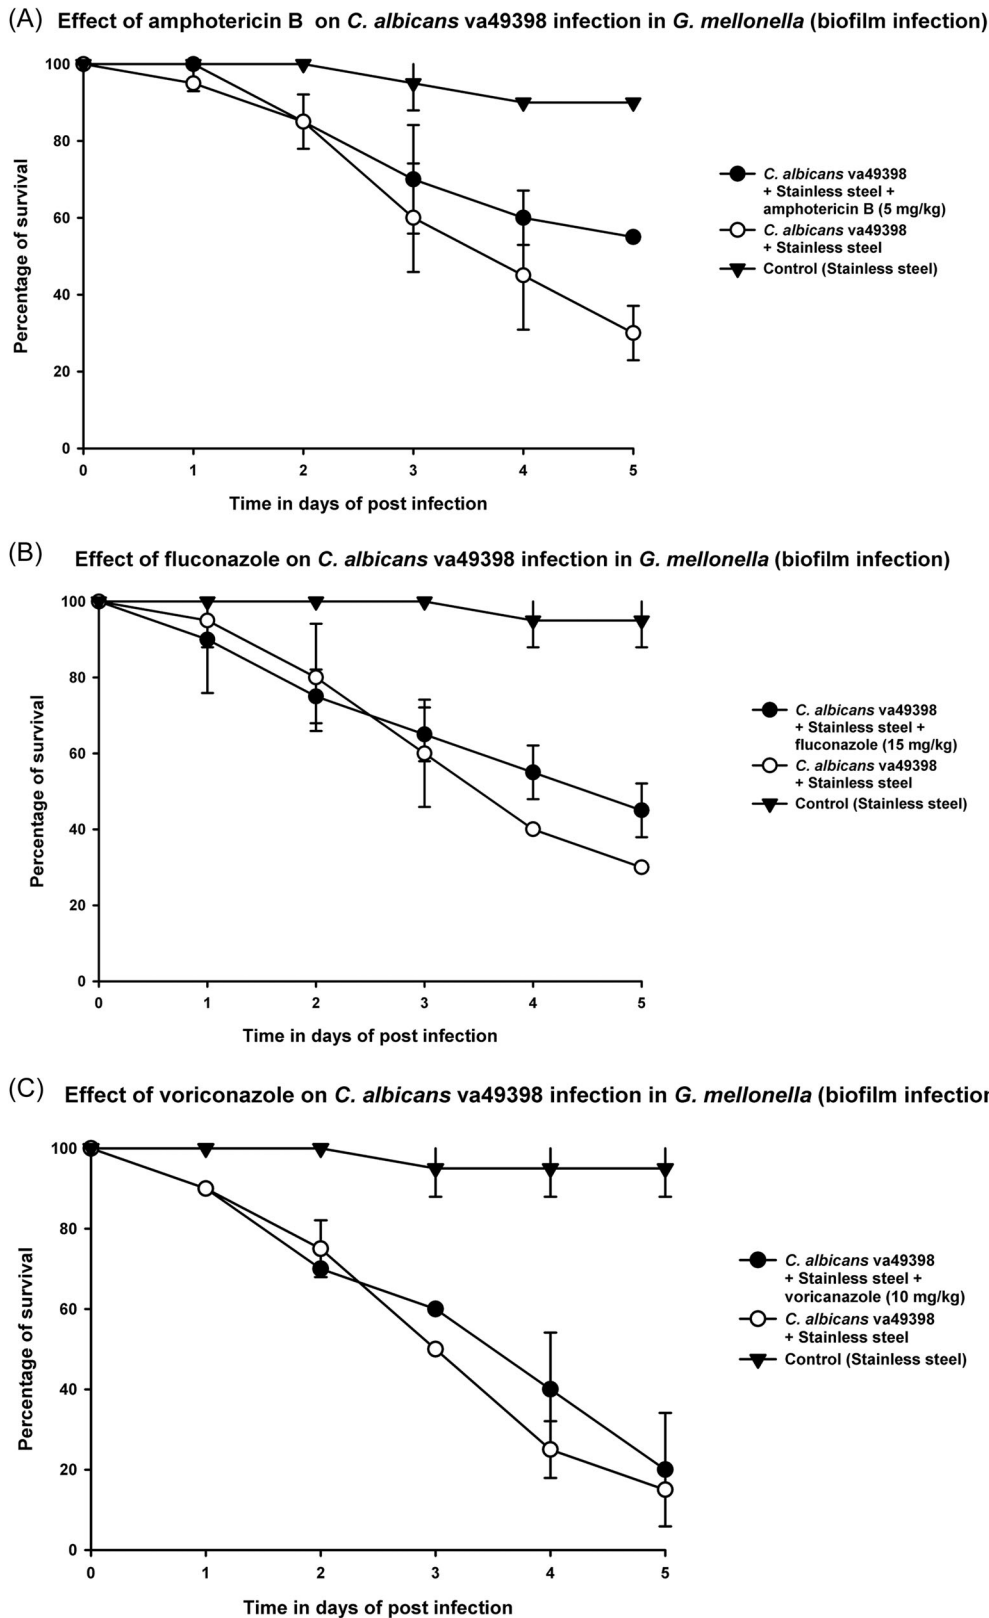 (A) Effect of amphotericin B on C. albicans va49398 infection in G. mellonella (biofilm infection)
100
80
60
40
20
0
Percentage of survival
0 1 2 3 4 5
Time in days of post infection
C. albicans va49398
+ Stainless steel +
amphotericin B (5 mg/kg)
C. albicans va49398
+ Stainless steel
Control (Stainless steel)
(B) Effect of fluconazole on C. albicans va49398 infection in G. mellonella (biofilm infection)
100
80
60
40
20
0
Percentage of survival
0 1 2 3 4 5
Time in days of post infection
C. albicans va49398
+ Stainless steel +
fluconazole (15 mg/kg)
C. albicans va49398
+ Stainless steel
Control (Stainless steel)
(C) Effect of voriconazole on C. albicans va49398 infection in G. mellonella (biofilm infection
100
80
60
40
20
0
Percentage of survival
0 1 2 3 4 5
Time in days of post infection
C. albicans va49398
+ Stainless steel +
voricanazole (10 mg/kg)
C. albicans va49398
+ Stainless steel
Control (Stainless steel)